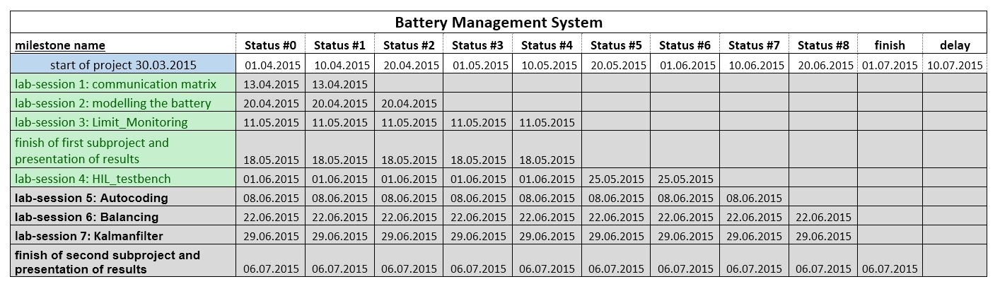 Battery Management System
milestone name Status #0 Status #1 Status #2 Status #3 Status #4 Status #5 Status #6 Status #7 Status #8 finish delay
start of project 30.03.2015 01.04.2015 10.04.2015 20.04.2015 01.05.2015 10.05.2015 20.05.2015 01.06.2015 10.06.2015 20.06.2015 01.07.2015 10.07.2015
lab-session 1: communication matrix 13.04.2015 13.04.2015
lab-session 2: modelling the battery 20.04.2015 20.04.2015 20.04.2015
lab-session 3: Limit_Monitoring 11.05.2015 11.05.2015 11.05.2015 11.05.2015 11.05.2015
finish of first subproject and
presentation of results 18.05.2015 18.05.2015 18.05.2015 18.05.2015 18.05.2015
lab-session 4: HIL_testbench 01.06.2015 01.06.2015 01.06.2015 01.06.2015 01.06.2015 25.05.2015 25.05.2015
lab-session 5: Autocoding 08.06.2015 08.06.2015 08.06.2015 08.06.2015 08.06.2015 08.06.2015 08.06.2015 08.06.2015
lab-session 6: Balancing 22.06.2015 22.06.2015 22.06.2015 22.06.2015 22.06.2015 22.06.2015 22.06.2015 22.06.2015 22.06.2015
lab-session 7: Kalmanfilter 29.06.2015 29.06.2015 29.06.2015 29.06.2015 29.06.2015 29.06.2015 29.06.2015 29.06.2015 29.06.2015
finish of second subproject and
presentation of results 06.07.2015 06.07.2015 06.07.2015 06.07.2015 06.07.2015 06.07.2015 06.07.2015 06.07.2015 06.07.2015 06.07.2015